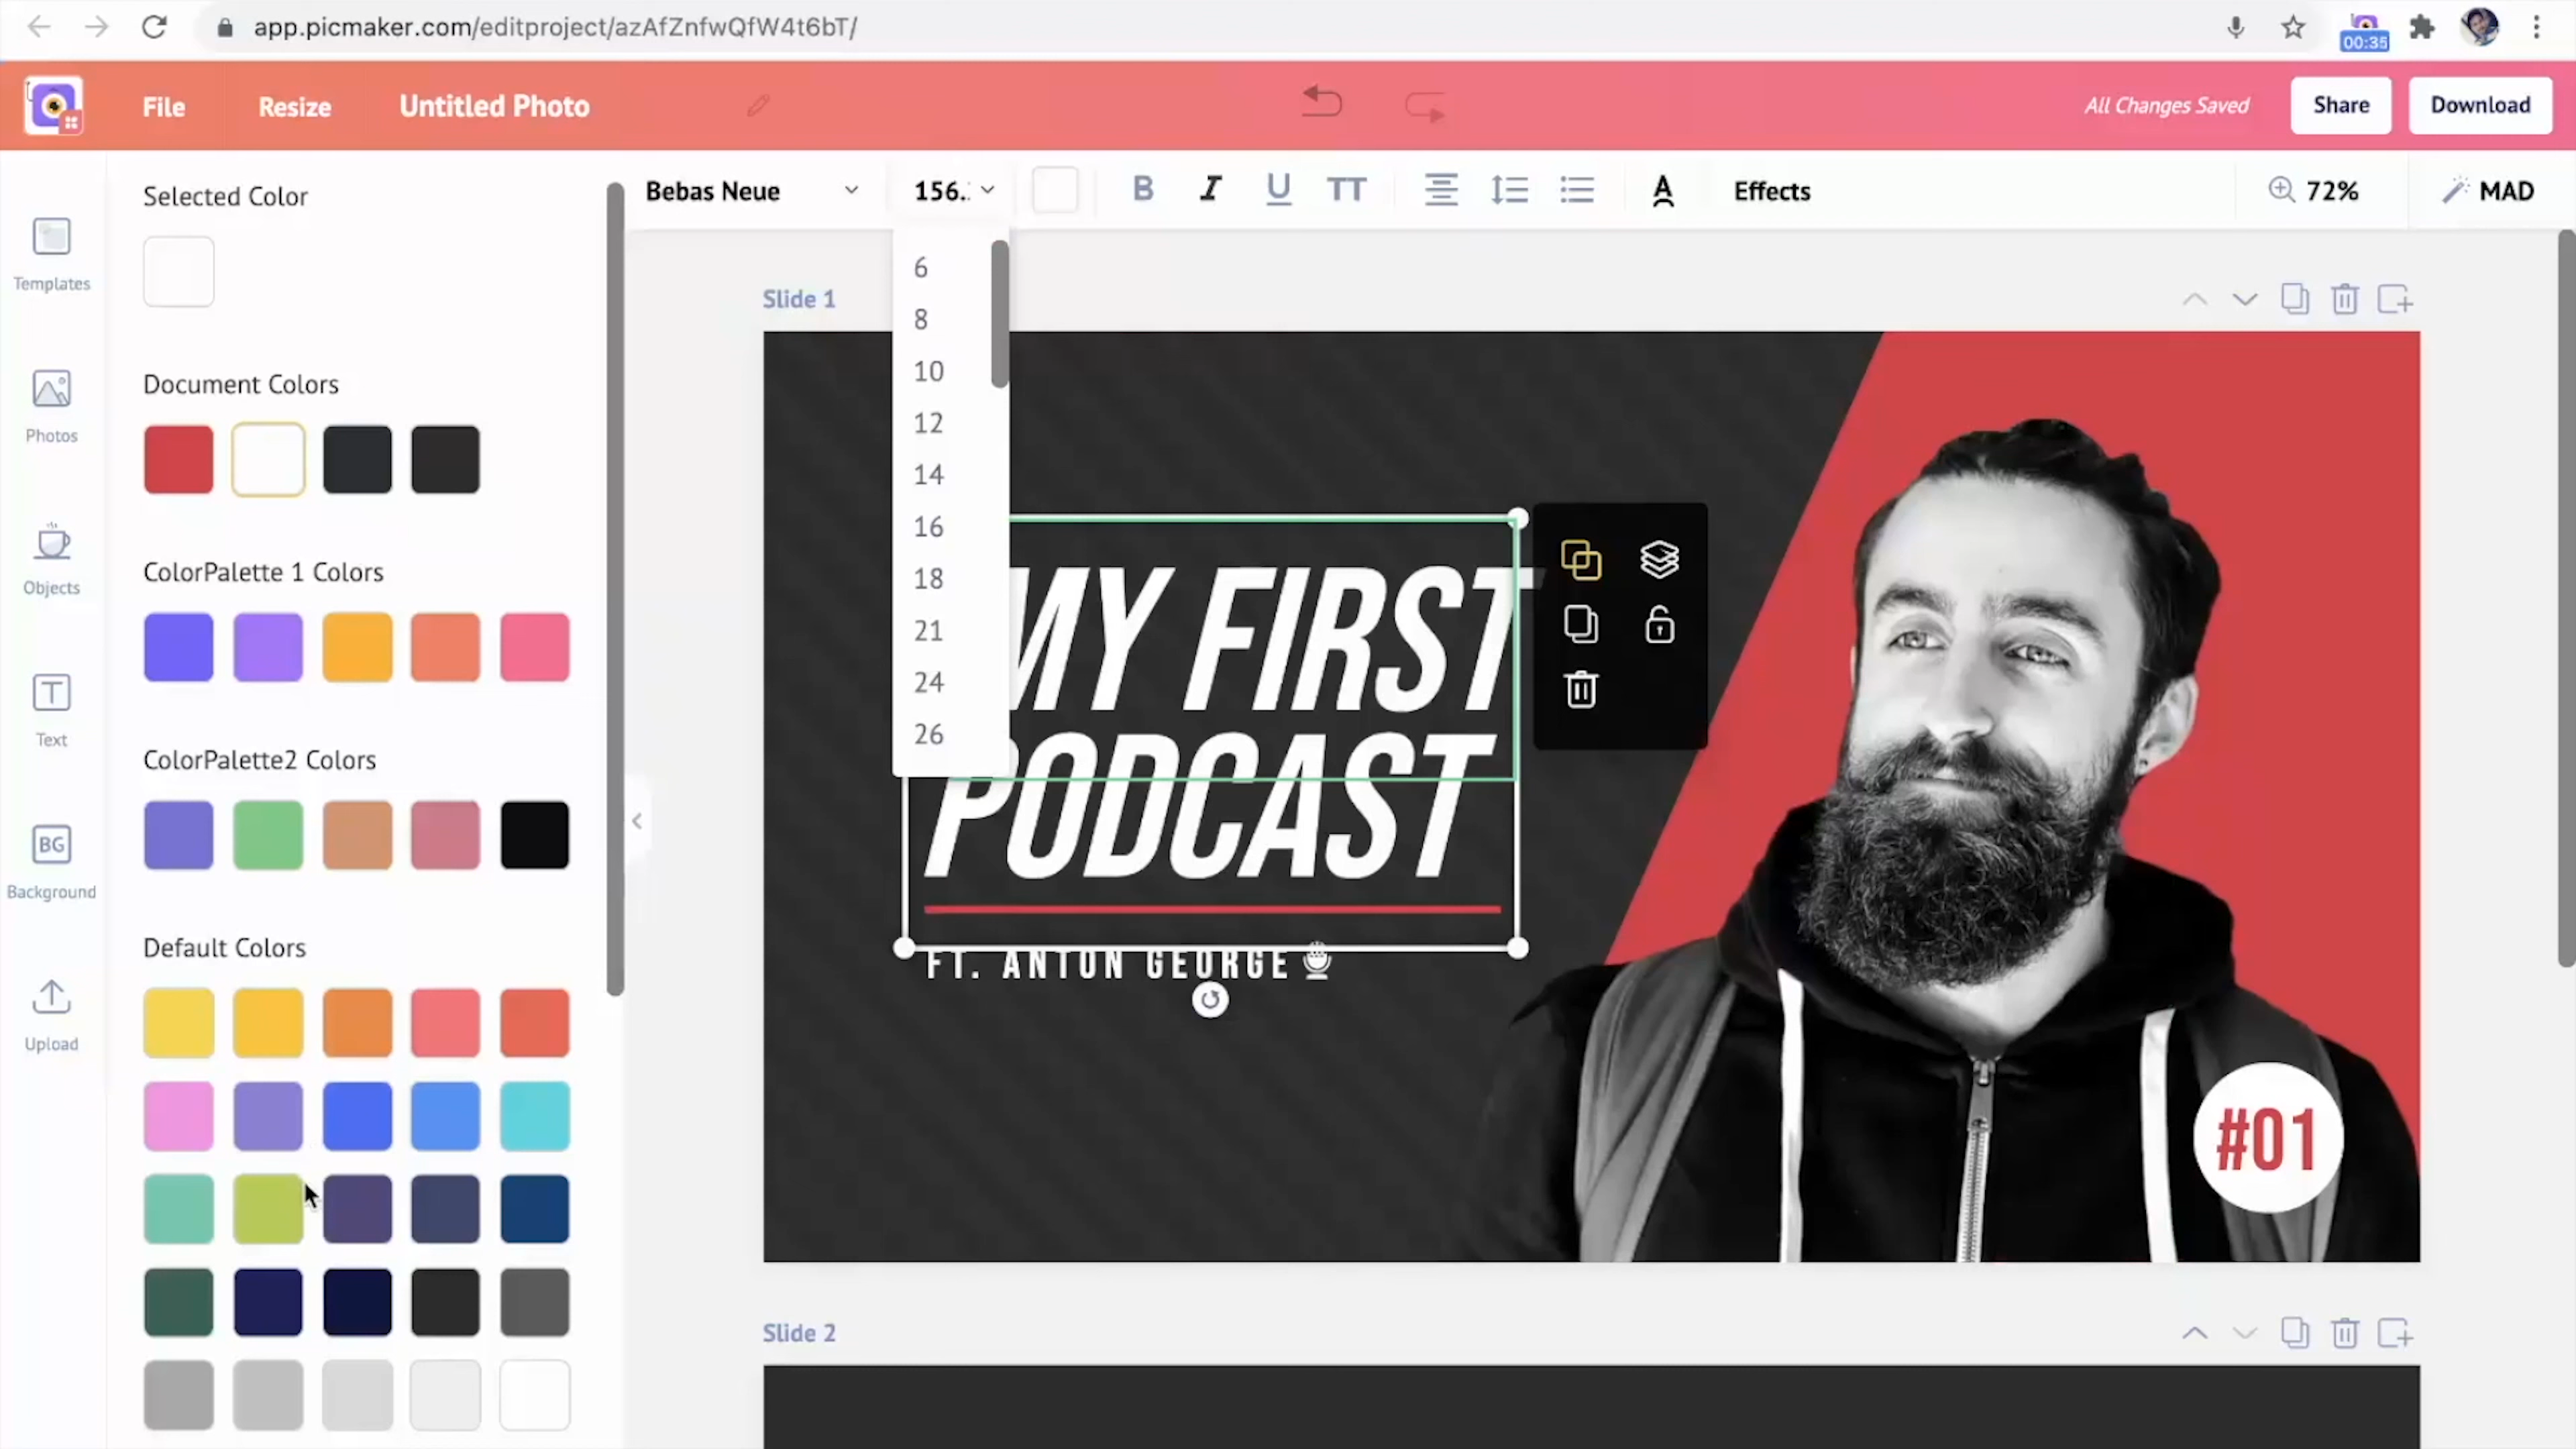 app.picmaker.com/editproject/azAfZnfwQfW4t6bT/
00:35
File
Resize
Untitled Photo
All Changes Saved
Share
Download
Templates
Photos
Objects
Text
BG
Background
Upload
Selected Color
Document Colors
ColorPalette 1 Colors
ColorPalette2 Colors
Default Colors
Bebas Neue
156.
B I U TT
A
Effects
72%
MAD
6
8
10
12
14
16
18
21
24
26
Slide 1
MY FIRST
PODCAST
FT. ANTON GEORGE
#01
Slide 2